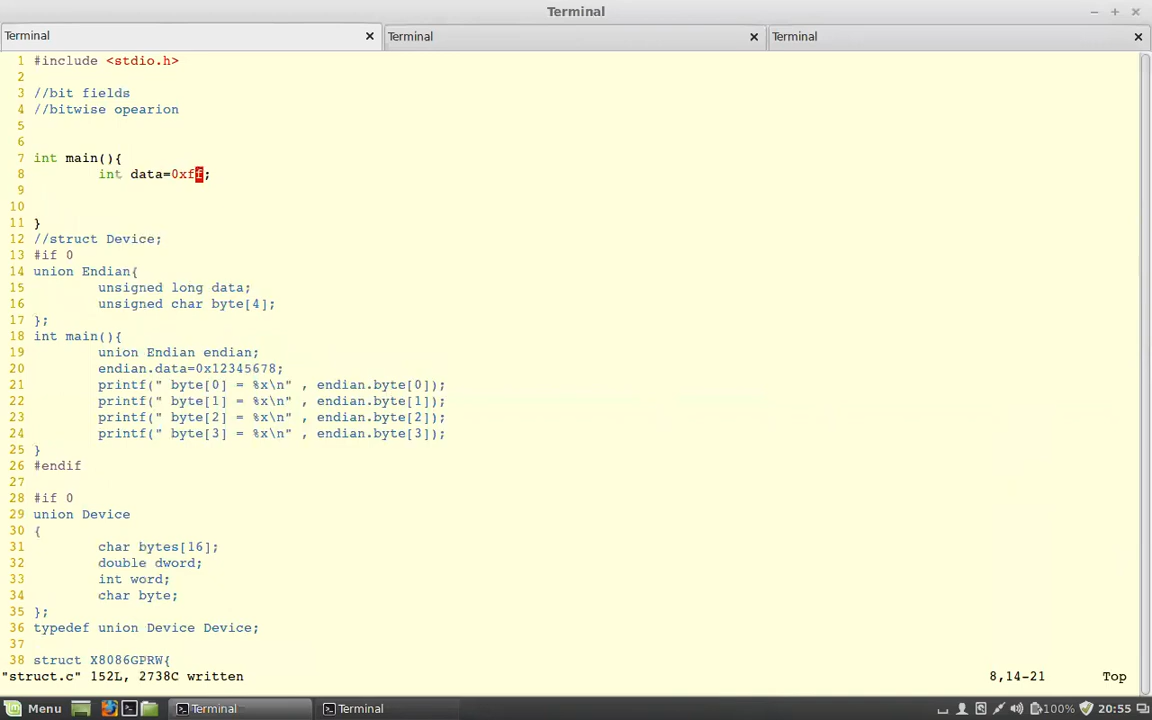 Terminal
Terminal
Terminal
Terminal
1 #include <stdio.h>
2
3 //bit fields
4 //bitwise opearion
5
6
7 int main(){
8 int data=0xff;
9
10
11 }
12 //struct Device;
13 #if 0
14 union Endian{
15 unsigned long data;
16 unsigned char byte[4];
17 };
18 int main(){
19 union Endian endian;
20 endian.data=0x12345678;
21 printf(" byte[0] = %x\n" , endian.byte[0]);
22 printf(" byte[1] = %x\n" , endian.byte[1]);
23 printf(" byte[2] = %x\n" , endian.byte[2]);
24 printf(" byte[3] = %x\n" , endian.byte[3]);
25 }
26 #endif
27
28 #if 0
29 union Device
30 {
31 char bytes[16];
32 double dword;
33 int word;
34 char byte;
35 };
36 typedef union Device Device;
37
38 struct X8086GPRW{
"struct.c" 152L, 2738C written 8,14-21 Top
Menu Terminal Terminal 100% 20:55